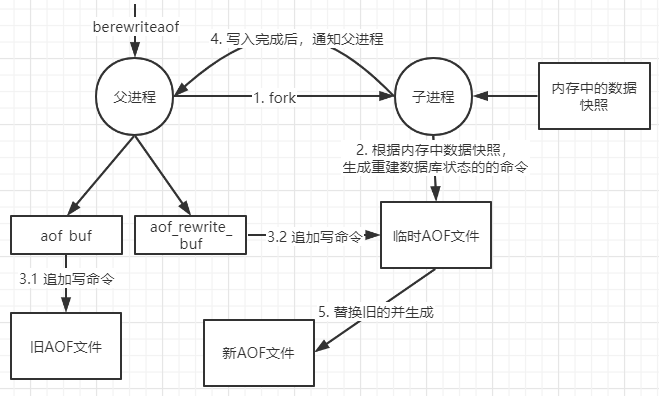 berewriteaof
4. 写入完成后，通知父进程
父进程
1. fork
子进程
内存中的数据
快照
2. 根据内存中数据快照，
生成重建数据库状态的的命令
aof buf
aof_rewrite_
buf
3.2 追加写命令
临时AOF文件
3.1 追加写命令
5. 替换旧的并生成
旧AOF文件
新AOF文件